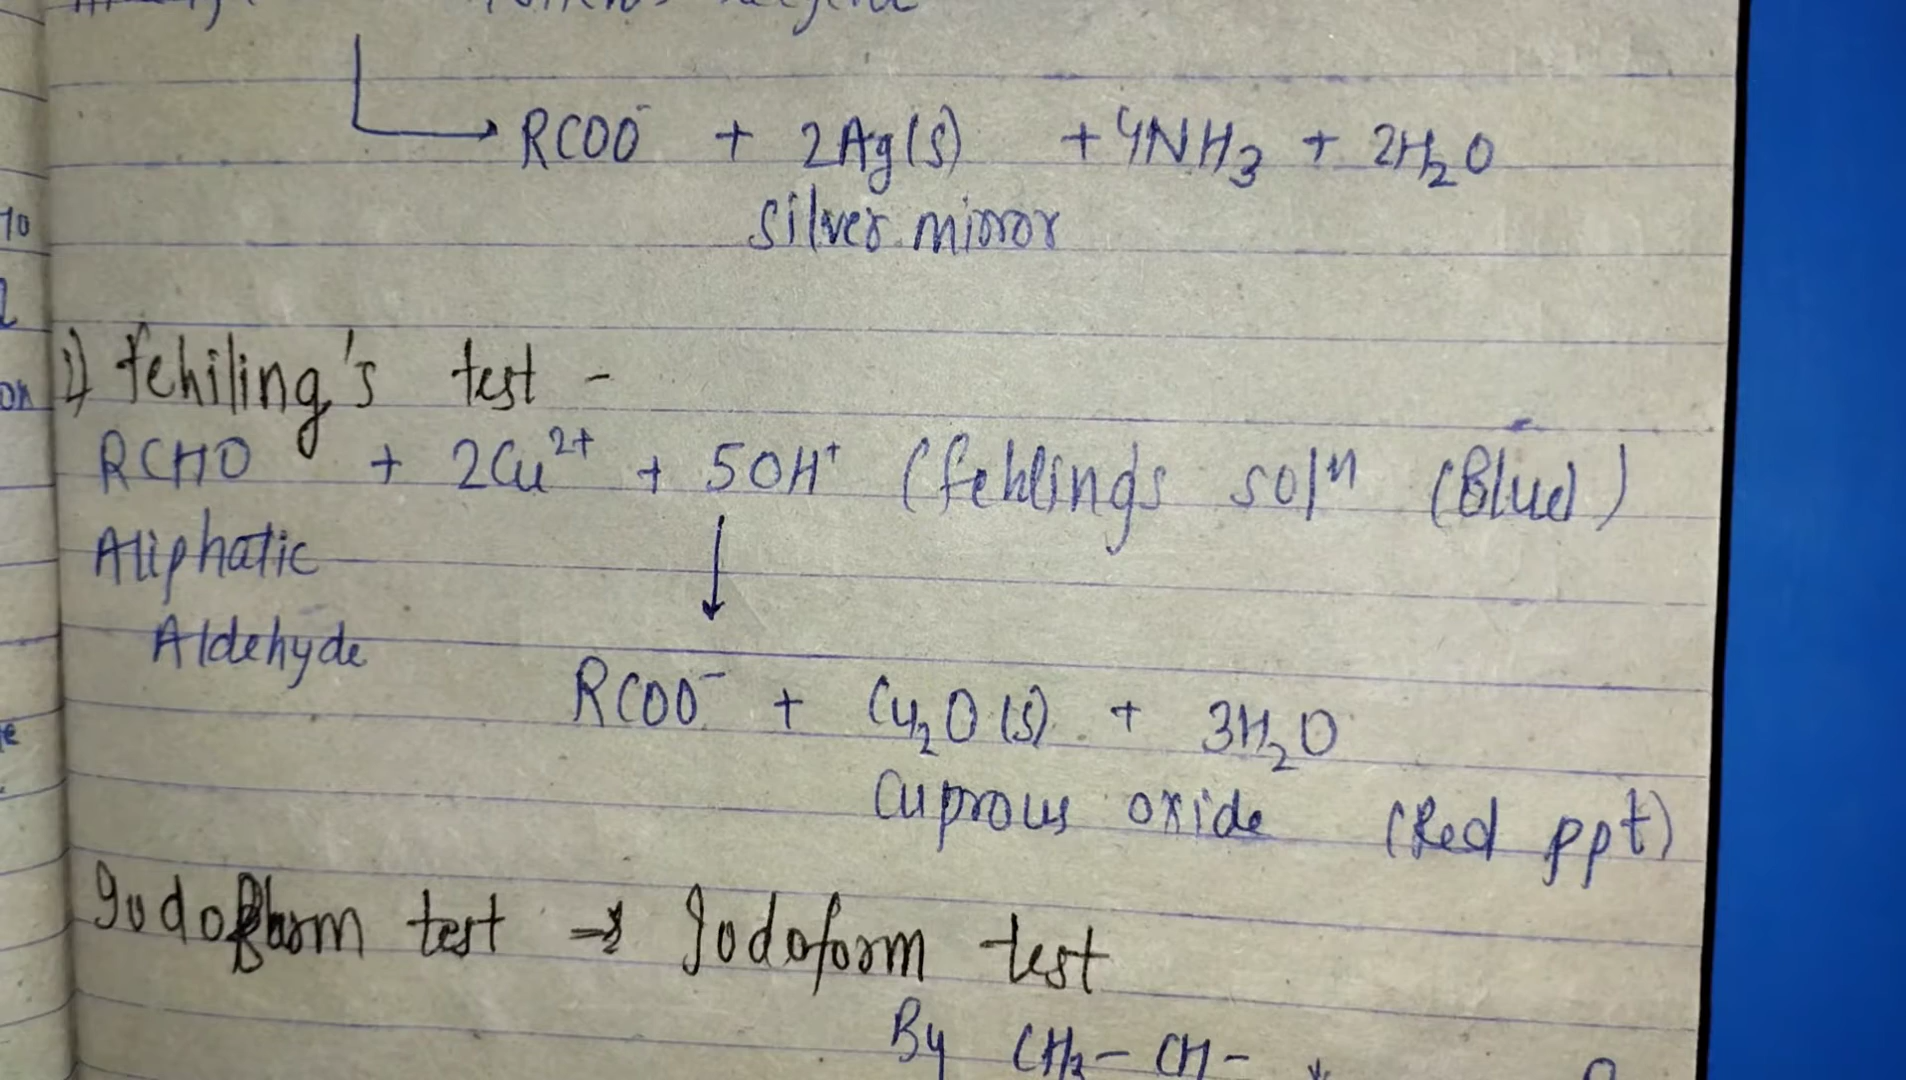 RCOO⁻ + 2Ag(s) + 4NH₃ + 2H₂O
silver mirror
fehiling's test -
RCHO + 2Cu²⁺ + 5OH⁺ (fehlings solⁿ (Blue)
Aliphatic
Aldehyde
RCOO⁻ + Cu₂O(s) + 3H₂O
Cuprous oxide (Red ppt)
Iodoform test → Iodoform test
By CH₃- CH-